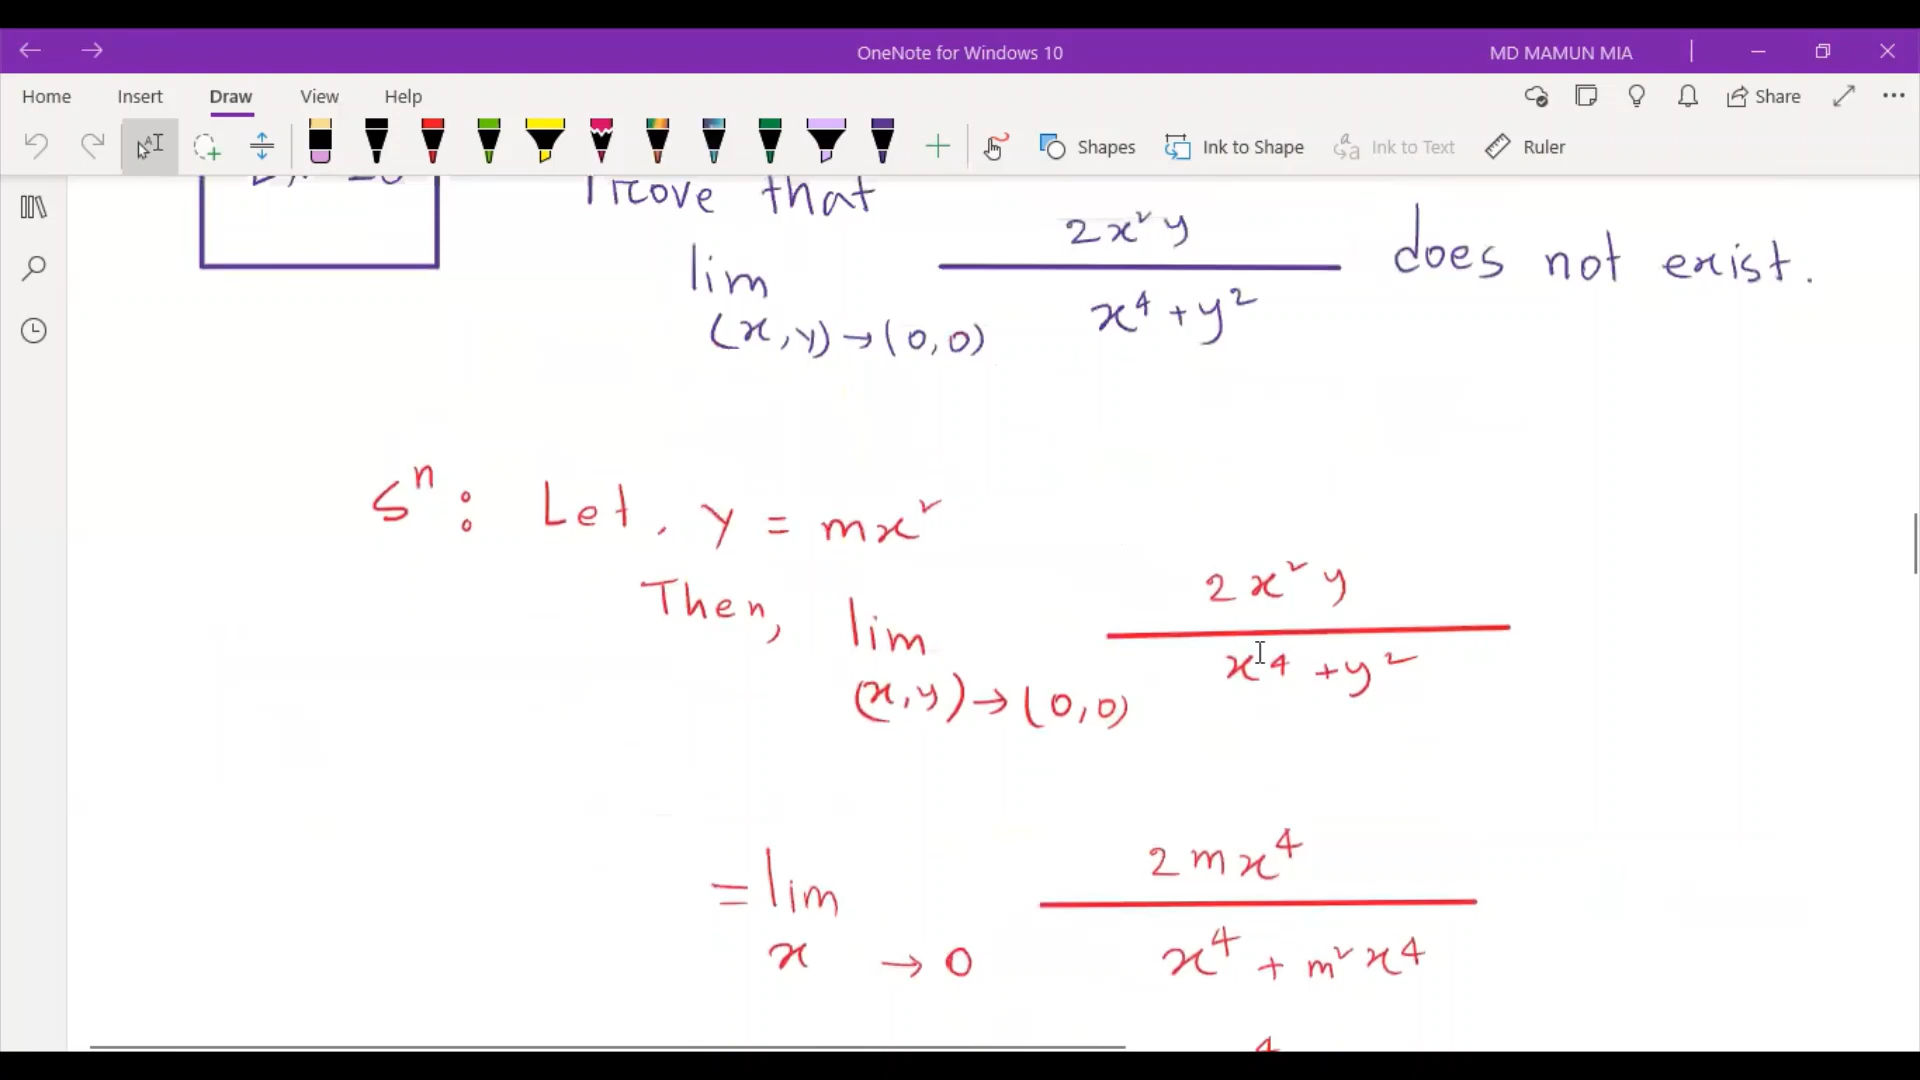 OneNote for Windows 10
MD MAMUN MIA
Home Insert Draw View Help
Share
Shapes Ink to Shape Ink to Text Ruler
Prove that
lim (x,y)→(0,0) 2x²y / x⁴+y² does not exist.
Sⁿ: Let, y = mx²
Then, lim (x,y)→(0,0) 2x²y / x⁴+y²
= lim x→0 2mx⁴ / x⁴+m²x⁴